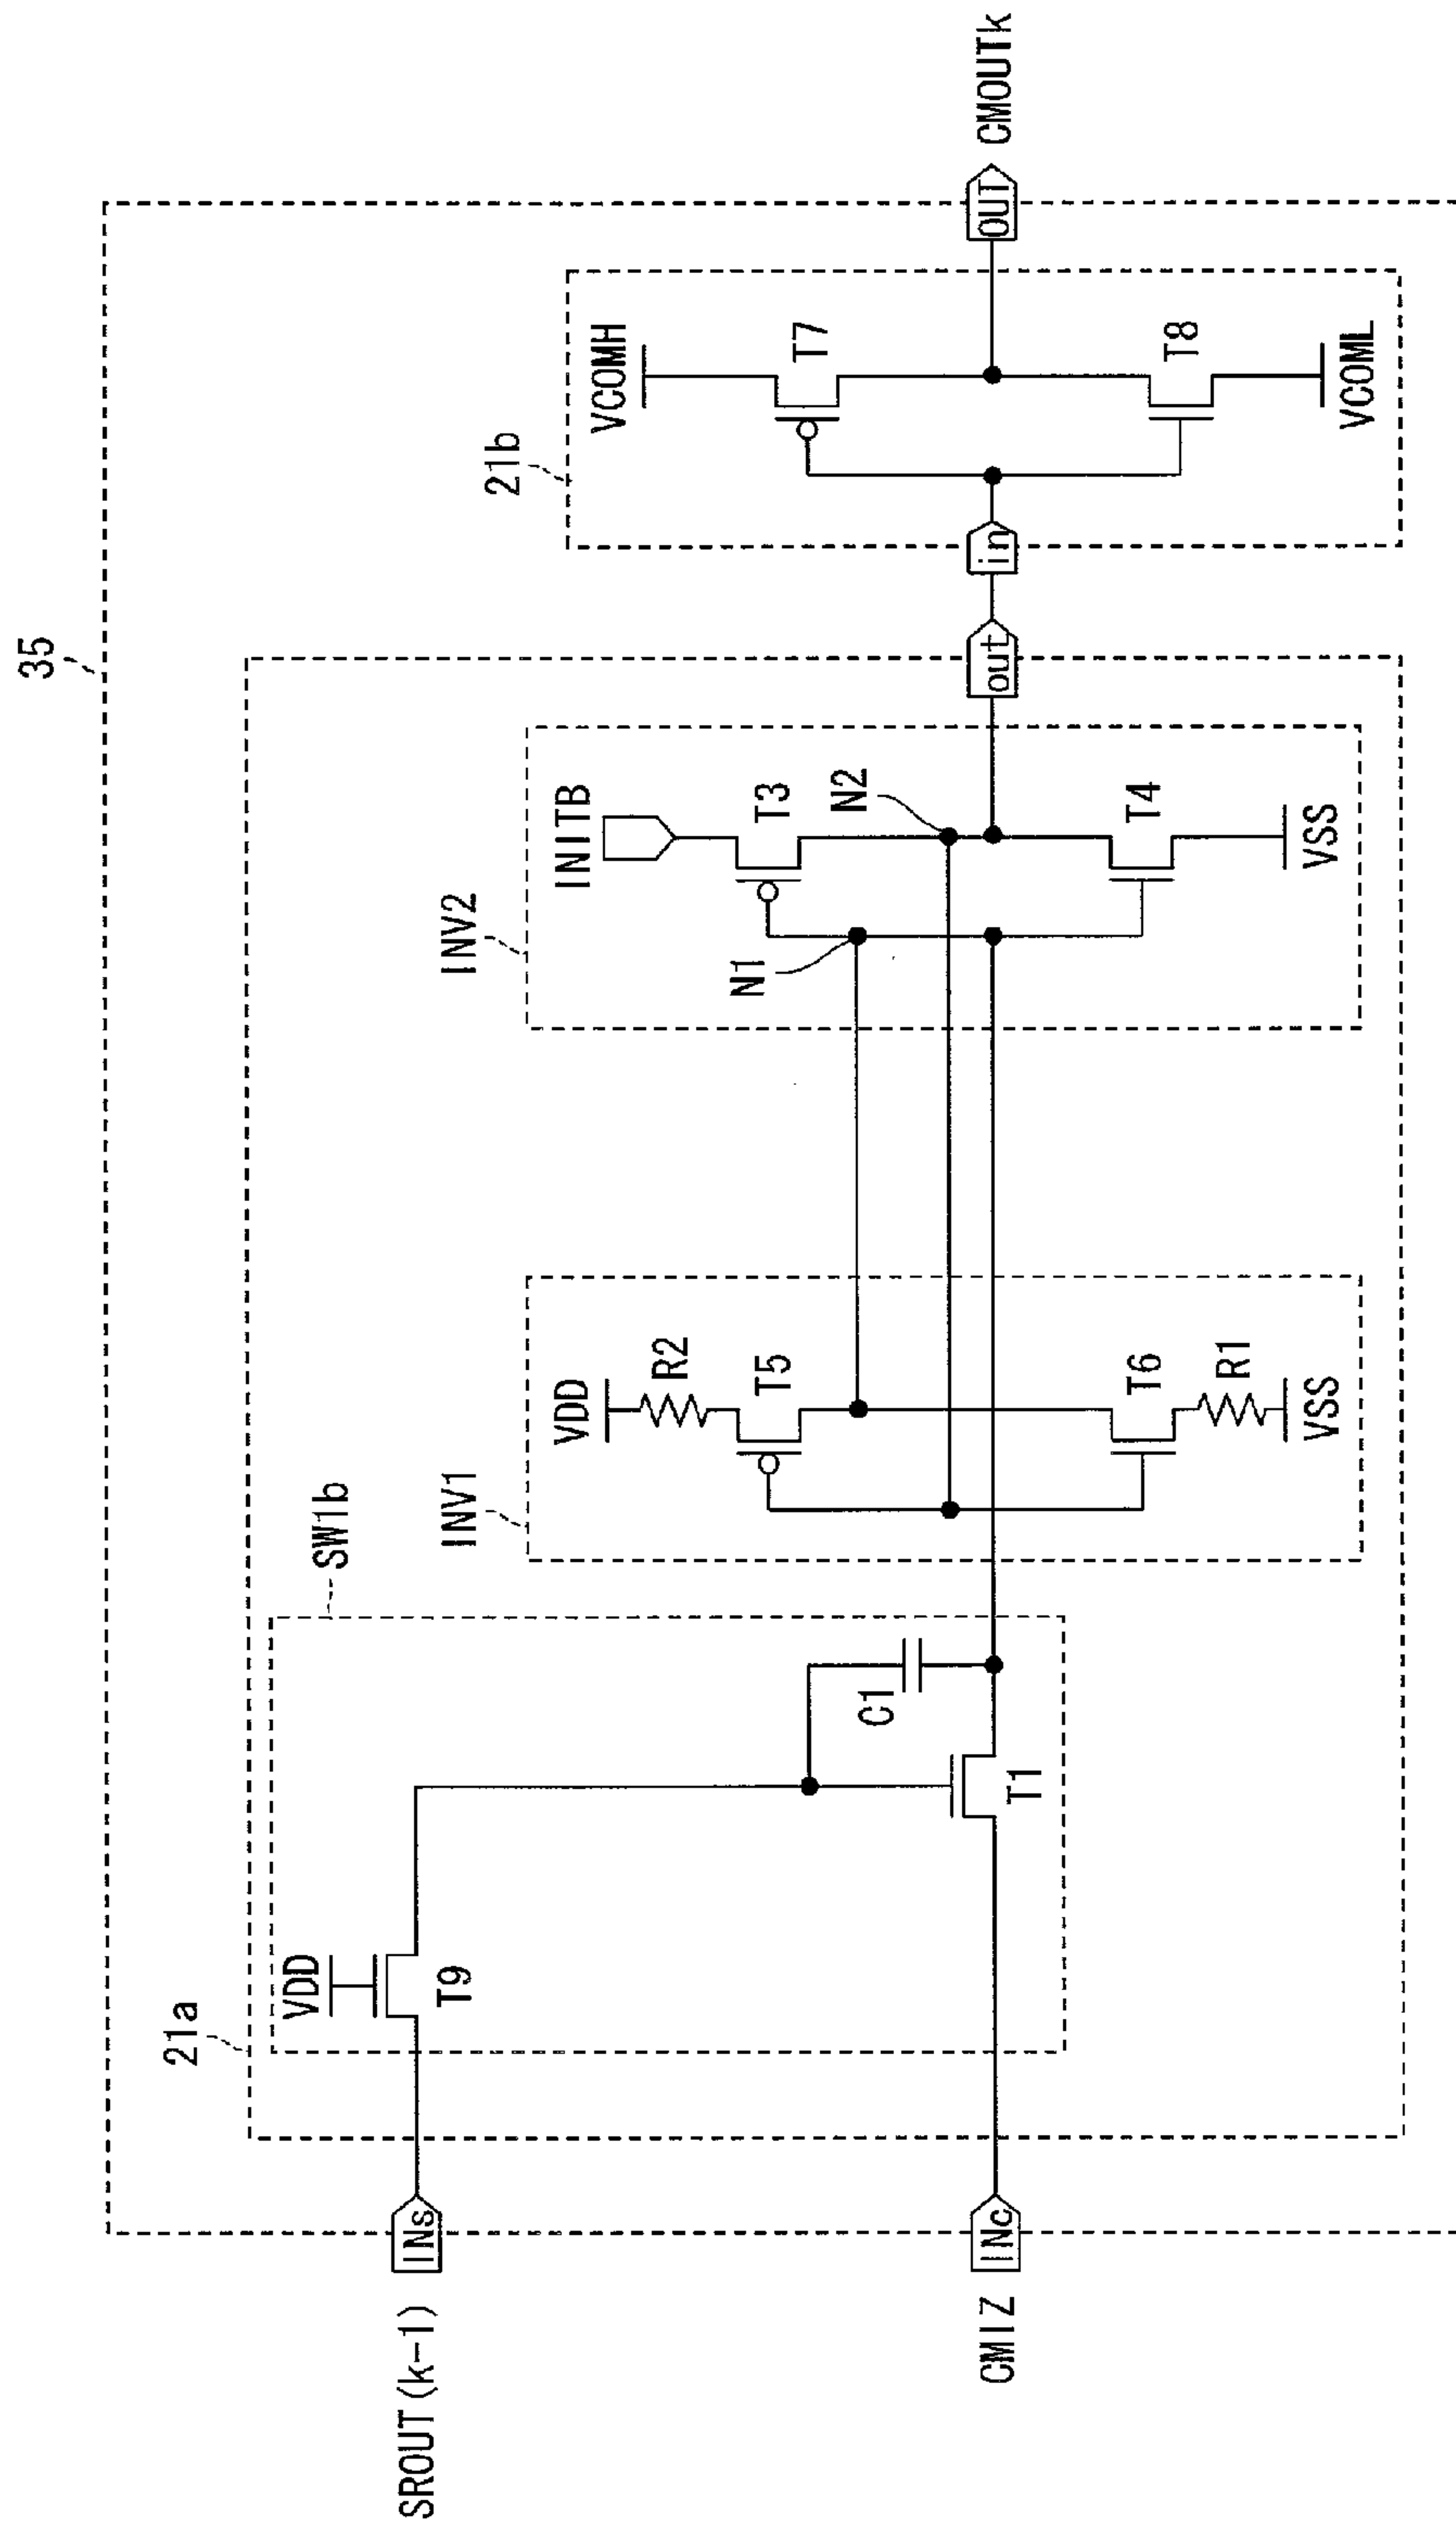 35
21a
SW1b
INV1
INV2
21b
SROUT(k-1)
INs
VDD
T9
CMIZ
INc
T1
C1
VDD
R2
T5
T6
R1
VSS
INITB
T3
N1
N2
T4
VSS
out
in
VCOMH
T7
T8
VCOML
OUT
CMOUTk